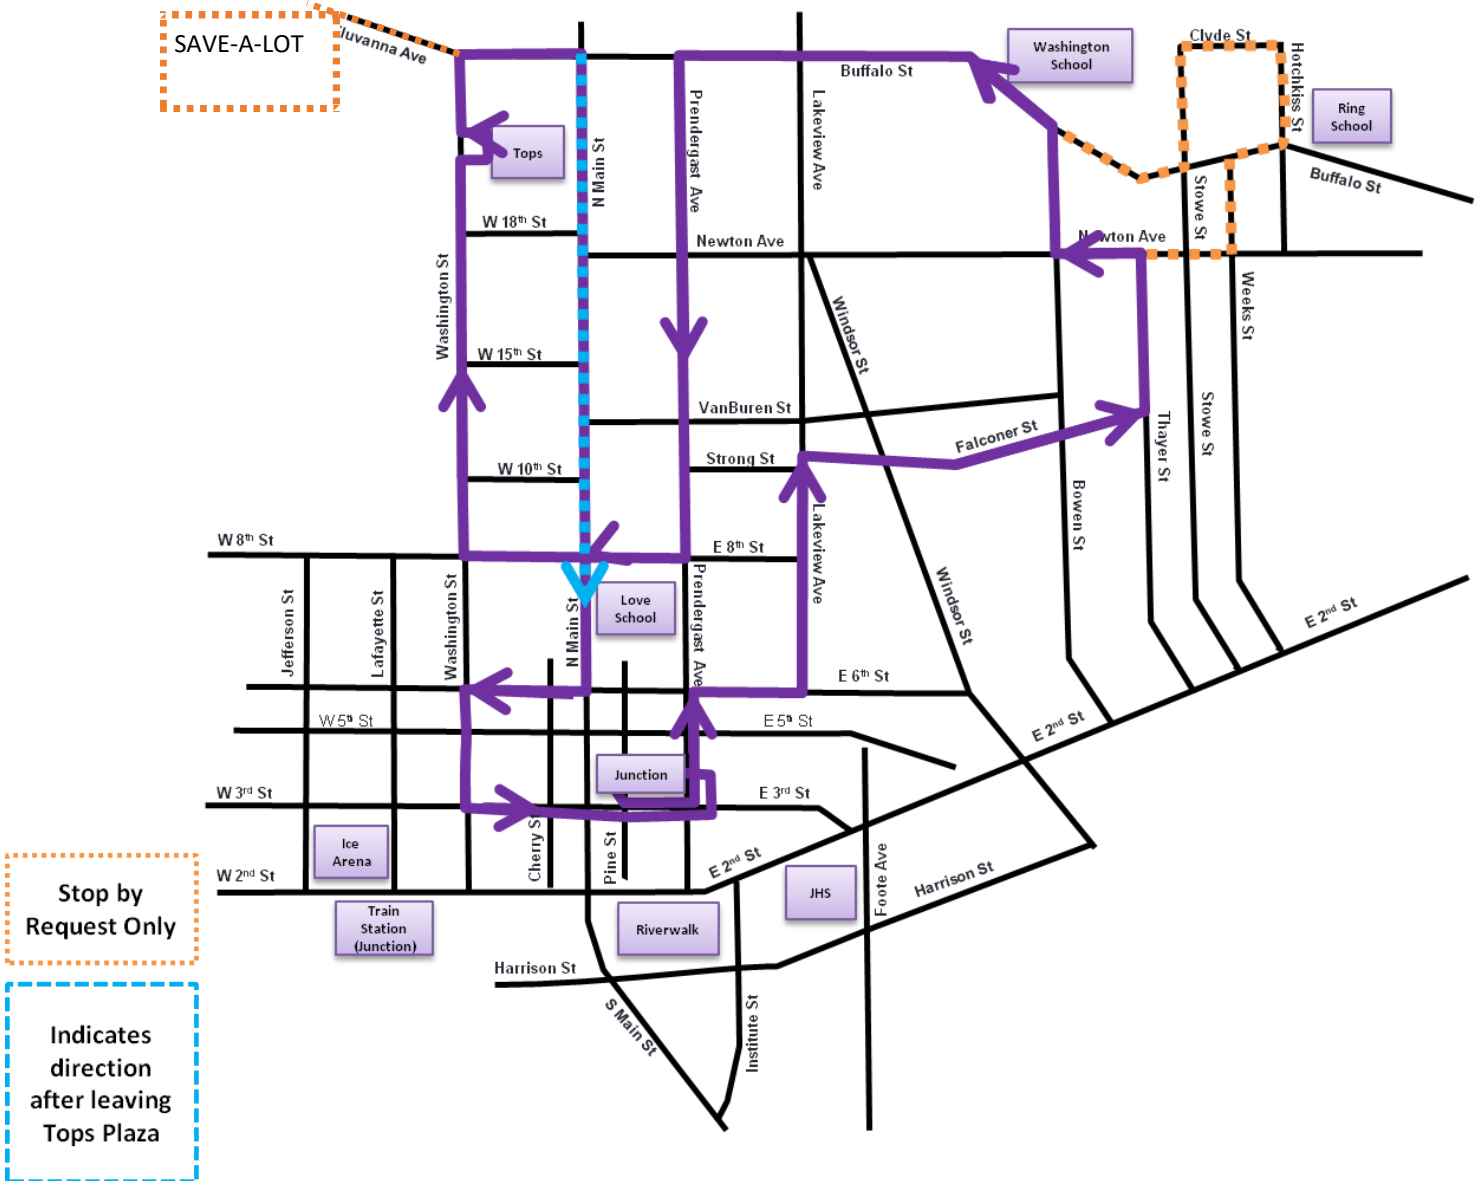 SAVE-A-LOT
luvanna Ave
Washington
School
Clyde St
Hotchkiss St
Ring
School
Buffalo St
Buffalo St
Tops
N Main St
Prendergast Ave
Lakeview Ave
Stowe St
W 18th St
Newton Ave
Newton Ave
Washington St
Windsor St
Weeks St
W 15th St
VanBuren St
Falconer St
Thayer St
Stowe St
W 10th St
Strong St
Bowen St
Lakeview Ave
W 8th St
E 8th St
Jefferson St
Lafayette St
Washington St
N Main St
Love
School
Prendergast Ave
Windsor St
E 2nd St
E 6th St
W 5th St
E 5th St
E 2nd St
Junction
W 3rd St
E 3rd St
Cherry St
Pine St
Ice
Arena
E 2nd St
Foote Ave
W 2nd St
JHS
Harrison St
Stop by
Request Only
Train
Station
(Junction)
Riverwalk
Harrison St
S Main St
Institute St
Indicates
direction
after leaving
Tops Plaza